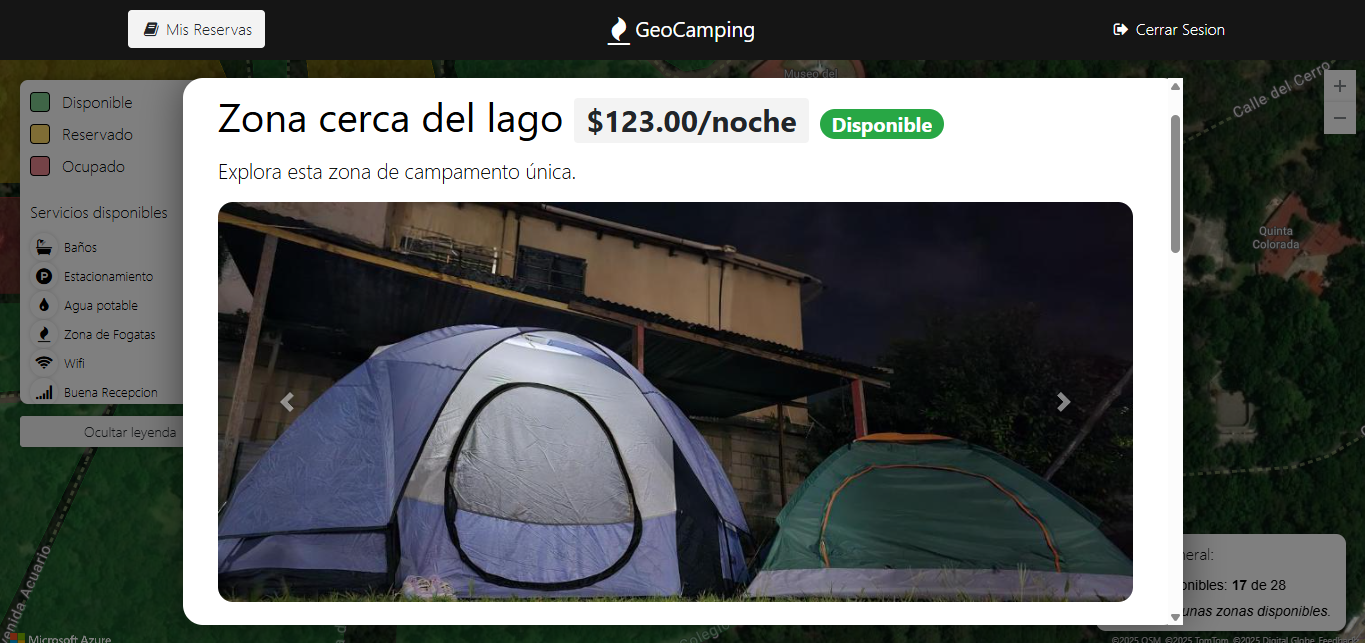 Mis Reservas
GeoCamping
Cerrar Sesion
Museo del
Calle del Cerro
Disponible
Reservado
Ocupado
Servicios disponibles
Baños
P Estacionamiento
Agua potable
Zona de Fogatas
Wifi
Buena Recepcion
Ocultar leyenda
Zona cerca del lago $123.00/noche Disponible
Explora esta zona de campamento única.
+
−
Quinta
Colorada
neral:
onibles: 17 de 28
unas zonas disponibles.
venida Acuario
Colegio
Microsoft Azure
©2025 OSM, ©2025 TomTom, ©2025 Digital Globe, Feedback